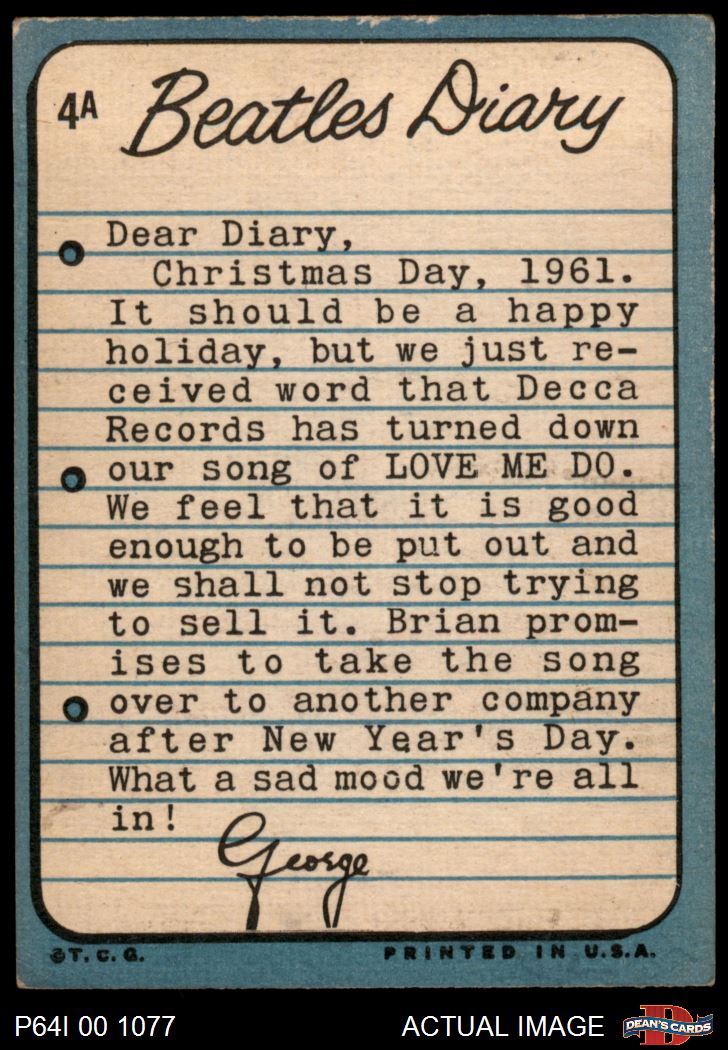 4A Beatles Diary
Dear Diary,
Christmas Day, 1961.
It should be a happy
holiday, but we just re-
ceived word that Decca
Records has turned down
our song of LOVE ME DO.
We feel that it is good
enough to be put out and
we shall not stop trying
to sell it. Brian prom-
ises to take the song
over to another company
after New Year's Day.
What a sad mood we're all
in!
George
©T. C. G. PRINTED IN U.S.A.
P64I 00 1077 ACTUAL IMAGE D DEAN'S CARDS